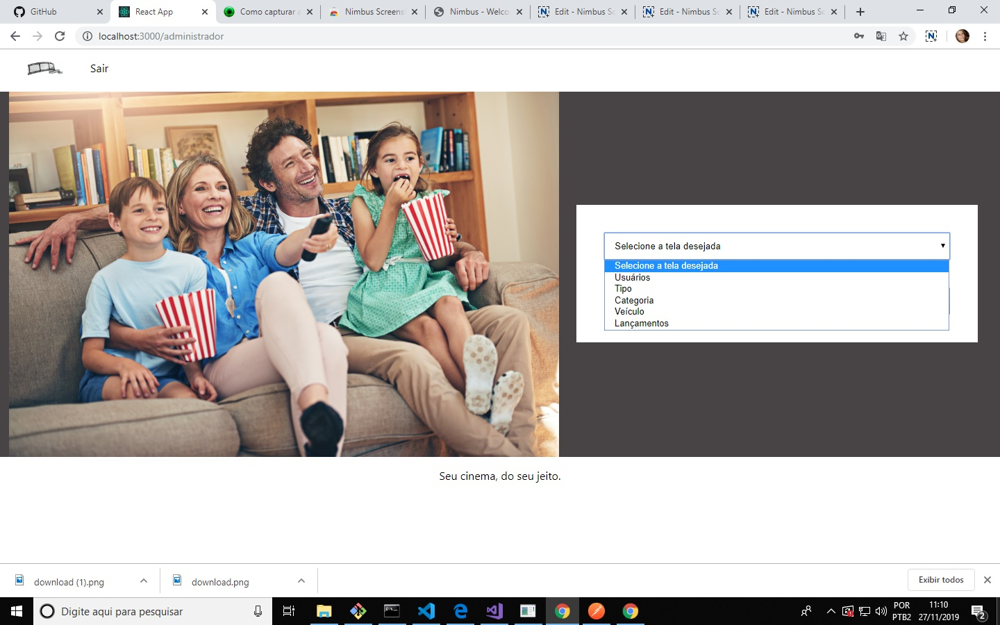 GitHub
React App
Como capturar a
Nimbus Screens
Nimbus - Welco
Edit - Nimbus Sc
Edit - Nimbus Sc
Edit - Nimbus Sc
localhost:3000/administrador
Sair
Selecione a tela desejada
Selecione a tela desejada
Usuários
Tipo
Categoria
Veículo
Lançamentos
Seu cinema, do seu jeito.
download (1).png
download.png
Exibir todos
Digite aqui para pesquisar
POR
PTB2
11:10
27/11/2019
2